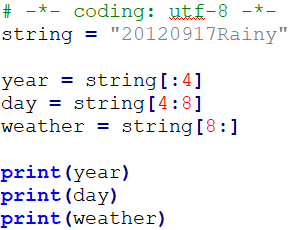 # -*- coding: utf-8 -*-
string = "20120917Rainy"
year = string[:4]
day = string[4:8]
weather = string[8:]
print(year)
print(day)
print(weather)